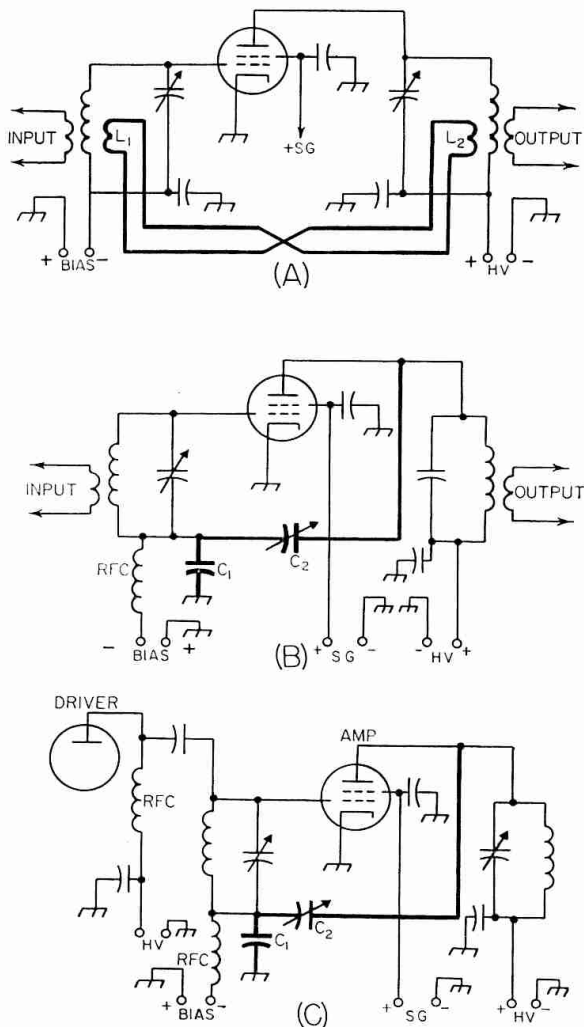 INPUT
L1
+SG
L2
OUTPUT
+ BIAS -
+ HV -
(A)
INPUT
OUTPUT
RFC
C1
C2
- BIAS +
+ SG -
- HV +
(B)
DRIVER
AMP
RFC
C1
C2
HV
RFC
+ BIAS -
+ SG -
+ HV -
(C)